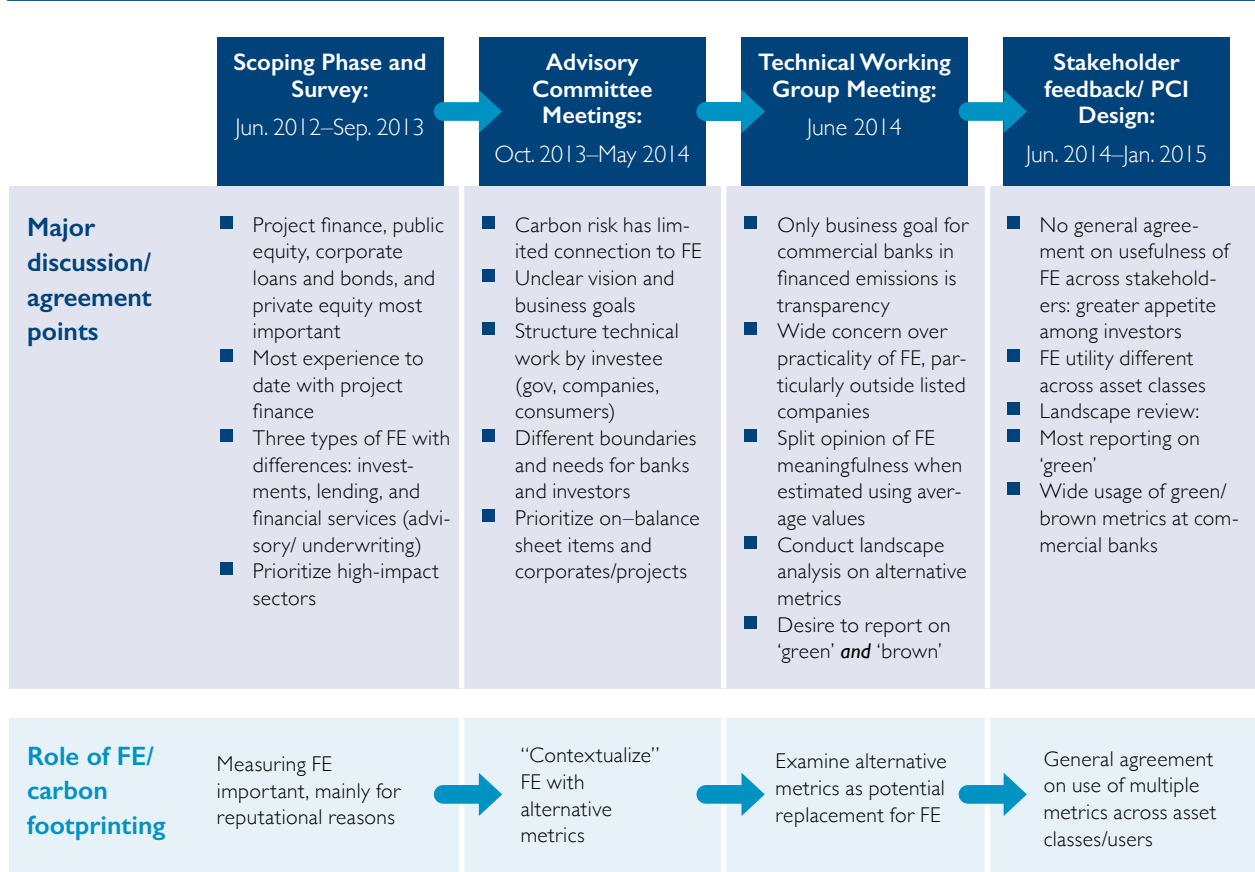 Scoping Phase and
Survey:
Jun. 2012–Sep. 2013
Advisory
Committee
Meetings:
Oct. 2013–May 2014
Technical Working
Group Meeting:
June 2014
Stakeholder
feedback/ PCI
Design:
Jun. 2014–Jan. 2015
Major
discussion/
agreement
points
Project finance, public
equity, corporate
loans and bonds, and
private equity most
important
Most experience to
date with project
finance
Three types of FE with
differences: invest-
ments, lending, and
financial services (advi-
sory/ underwriting)
Prioritize high-impact
sectors
Carbon risk has lim-
ited connection to FE
Unclear vision and
business goals
Structure technical
work by investee
(gov, companies,
consumers)
Different boundaries
and needs for banks
and investors
Prioritize on–balance
sheet items and
corporates/projects
Only business goal for
commercial banks in
financed emissions is
transparency
Wide concern over
practicality of FE, par-
ticularly outside listed
companies
Split opinion of FE
meaningfulness when
estimated using aver-
age values
Conduct landscape
analysis on alternative
metrics
Desire to report on
‘green’ and ‘brown’
No general agree-
ment on usefulness of
FE across stakehold-
ers: greater appetite
among investors
FE utility different
across asset classes
Landscape review:
Most reporting on
‘green’
Wide usage of green/
brown metrics at com-
mercial banks
Role of FE/
carbon
footprinting
Measuring FE
important, mainly for
reputational reasons
“Contextualize”
FE with
alternative
metrics
Examine alternative
metrics as potential
replacement for FE
General agreement
on use of multiple
metrics across asset
classes/users